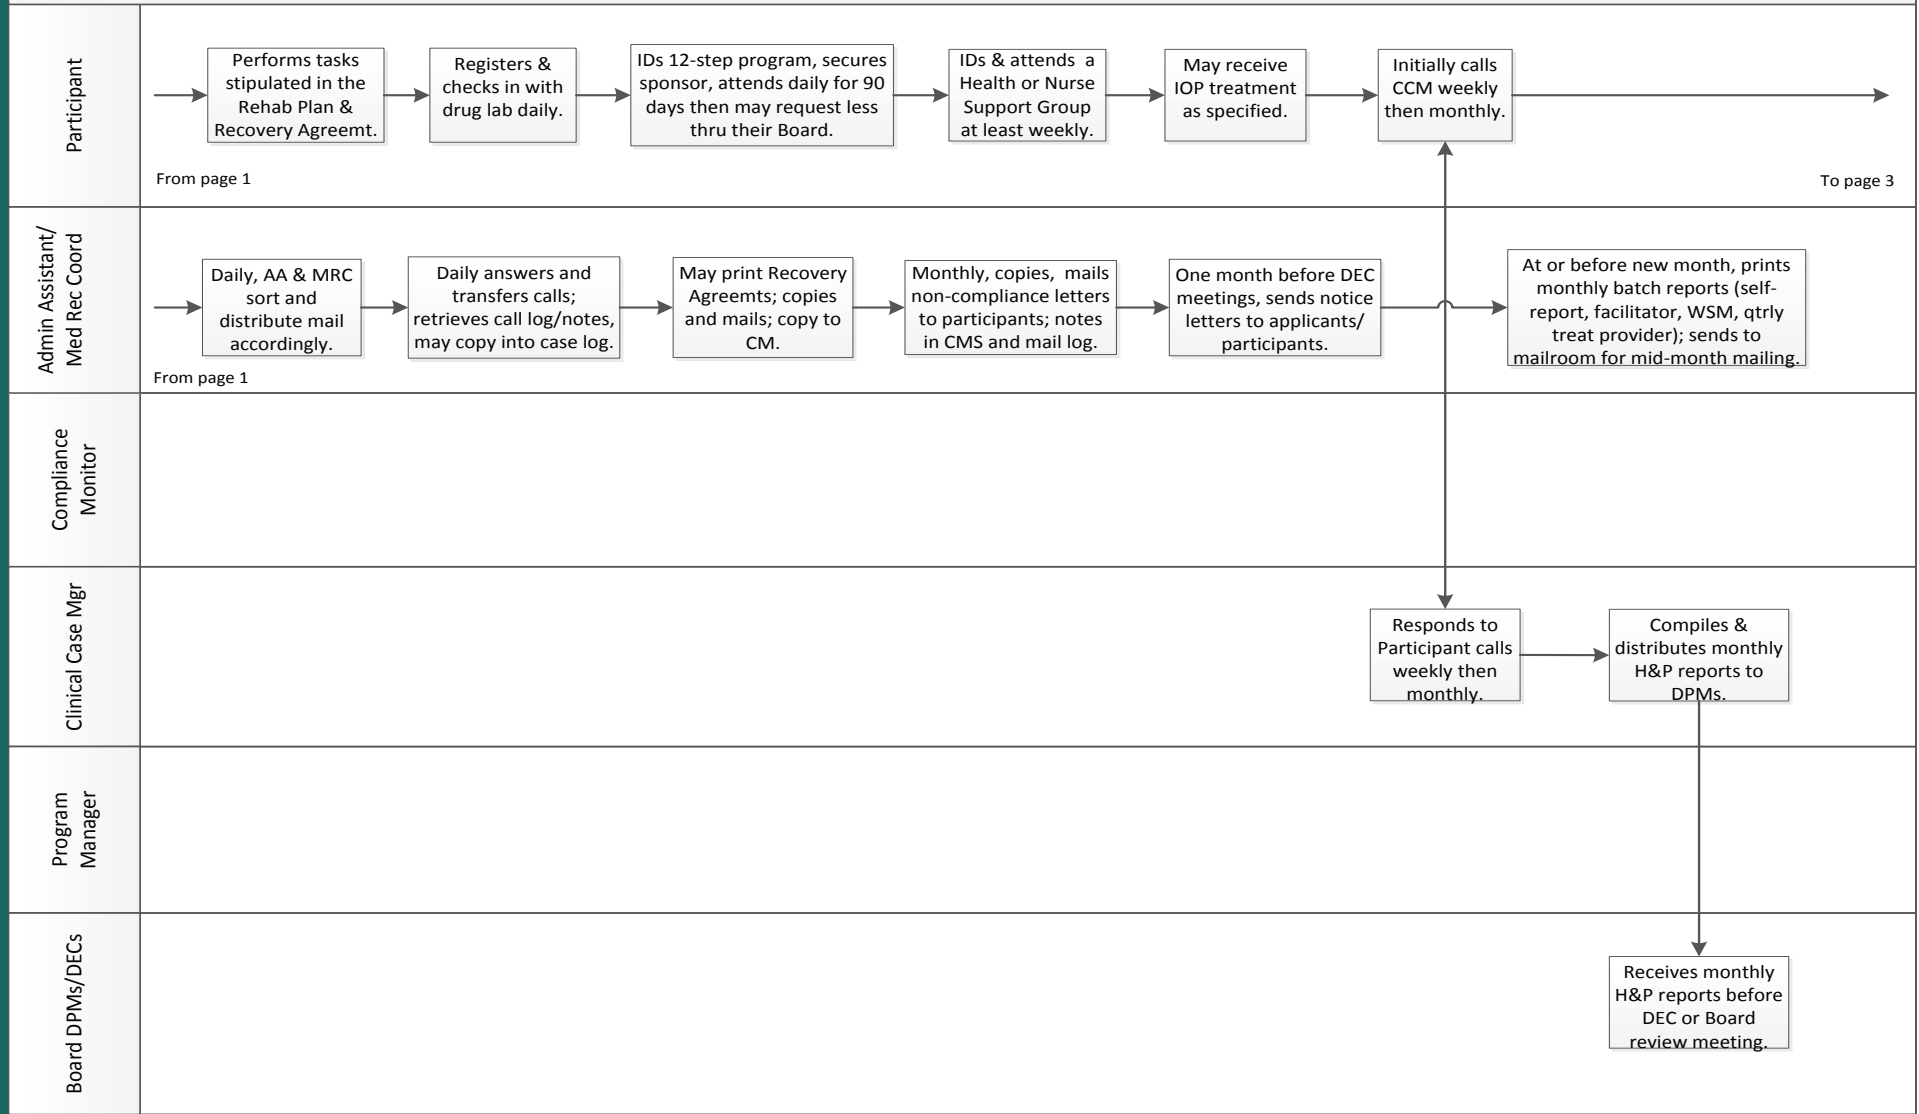 Participant
Performs tasks
stipulated in the
Rehab Plan &
Recovery Agreemt.
Registers &
checks in with
drug lab daily.
IDs 12-step program, secures
sponsor, attends daily for 90
days then may request less
thru their Board.
IDs & attends a
Health or Nurse
Support Group
at least weekly.
May receive
IOP treatment
as specified.
Initially calls
CCM weekly
then monthly.
From page 1
To page 3
Admin Assistant/
Med Rec Coord
Daily, AA & MRC
sort and
distribute mail
accordingly.
Daily answers and
transfers calls;
retrieves call log/notes,
may copy into case log.
May print Recovery
Agreemts; copies
and mails; copy to
CM.
Monthly, copies, mails
non-compliance letters
to participants; notes
in CMS and mail log.
One month before DEC
meetings, sends notice
letters to applicants/
participants.
At or before new month, prints
monthly batch reports (self-
report, facilitator, WSM, qtrly
treat provider); sends to
mailroom for mid-month mailing.
From page 1
Compliance
Monitor
Clinical Case Mgr
Responds to
Participant calls
weekly then
monthly.
Compiles &
distributes monthly
H&P reports to
DPMs.
Program
Manager
Board DPMs/DECs
Receives monthly
H&P reports before
DEC or Board
review meeting.